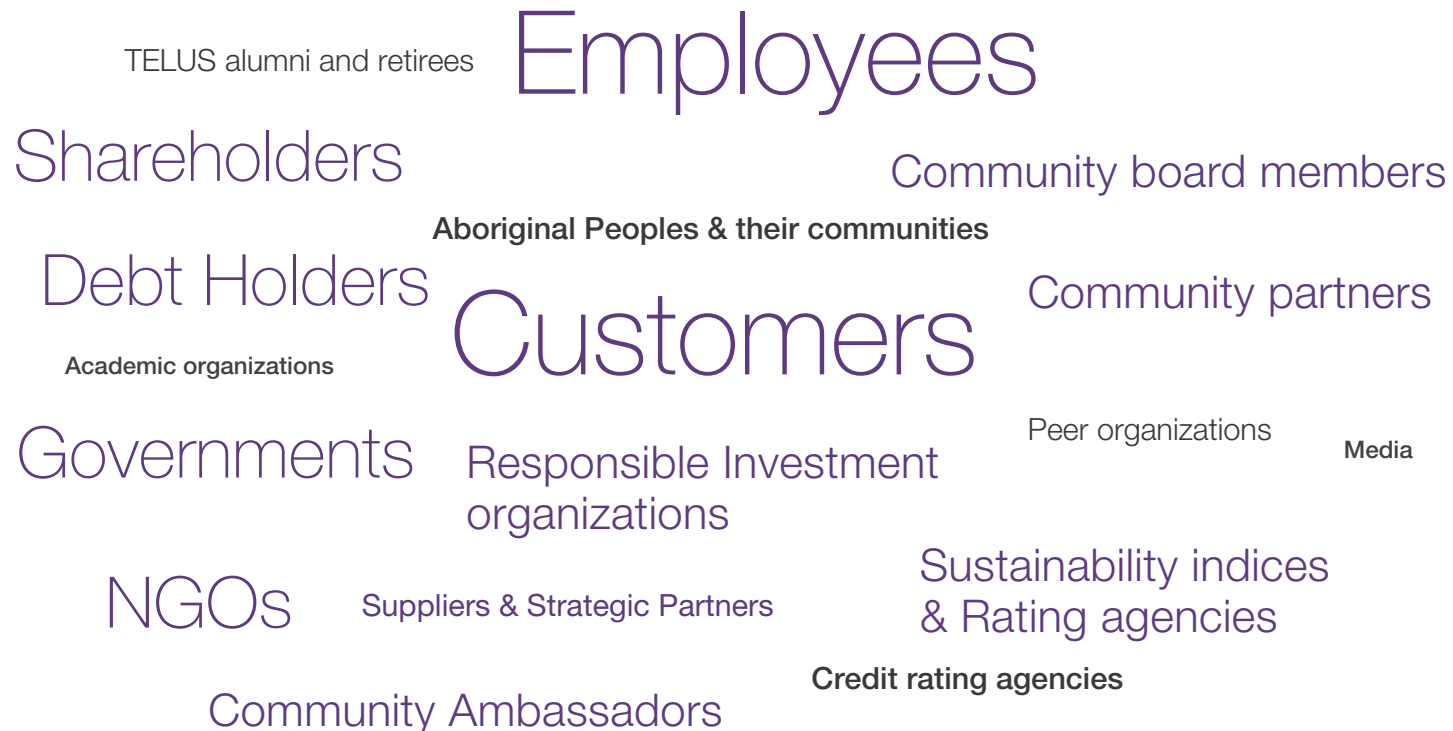 Employees
TELUS alumni and retirees
Shareholders
Community board members
Aboriginal Peoples & their communities
Debt Holders
Community partners
Customers
Academic organizations
Peer organizations
Media
Governments
Responsible Investment
organizations
Sustainability indices
& Rating agencies
NGOs
Suppliers & Strategic Partners
Credit rating agencies
Community Ambassadors